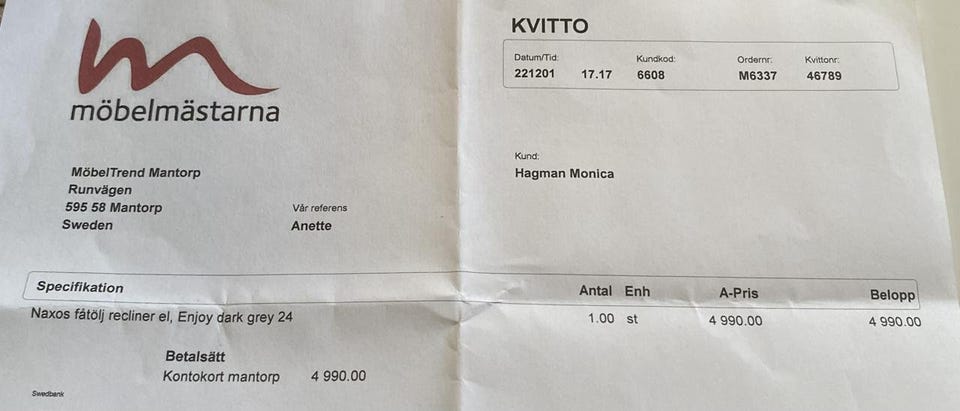 möbelmästarna
KVITTO
Datum/Tid: Kundkod: Ordernr: Kvittonr:
221201 17.17 6608 M6337 46789
MöbelTrend Mantorp
Runvägen
595 58 Mantorp
Sweden
Vår referens
Anette
Kund:
Hagman Monica
Specifikation Antal Enh A-Pris Belopp
Naxos fåtölj recliner el, Enjoy dark grey 24 1.00 st 4 990.00 4 990.00
Betalsätt
Kontokort mantorp 4 990.00
Swedbank